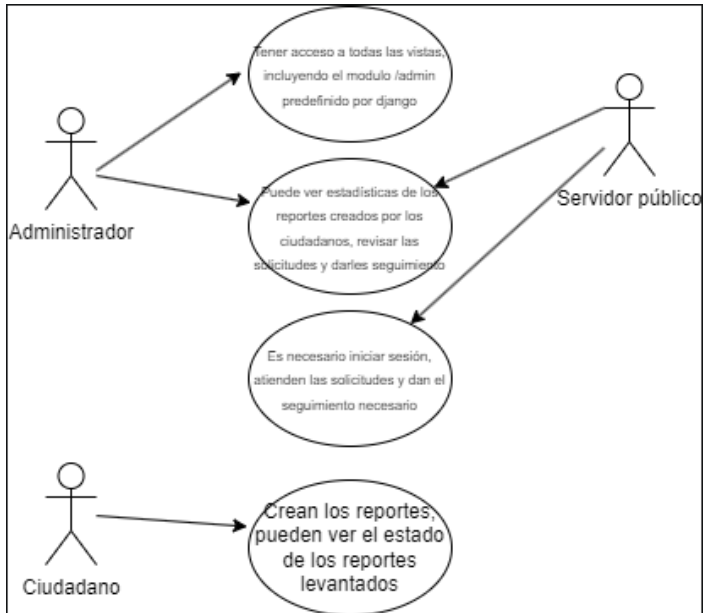 Tener acceso a todas las vistas,
incluyendo el modulo /admin
predefinido por django
Administrador
Servidor público
Puede ver estadísticas de los
reportes creados por los
ciudadanos, revisar las
solicitudes y darles seguimiento
Es necesario iniciar sesión,
atienden las solicitudes y dan el
seguimiento necesario
Ciudadano
Crean los reportes,
pueden ver el estado
de los reportes
levantados